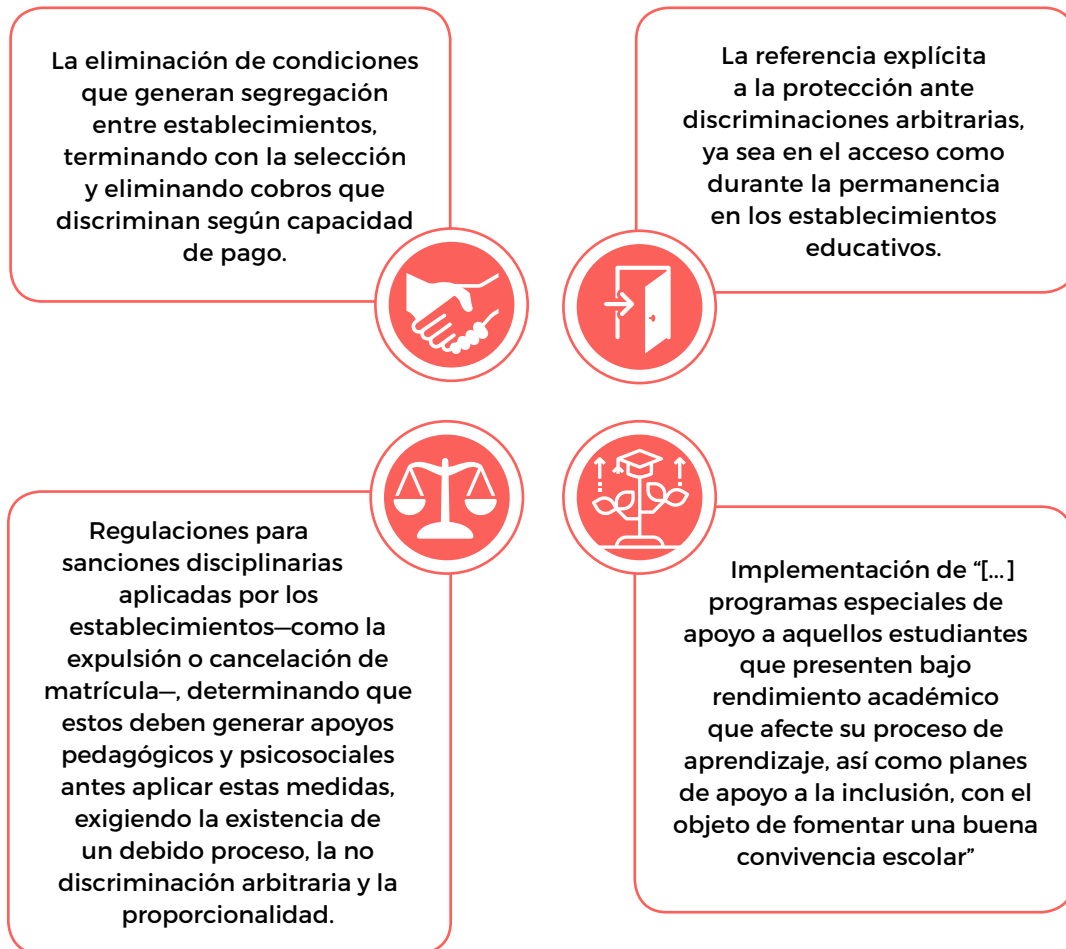 La eliminación de condiciones
que generan segregación
entre establecimientos,
terminando con la selección
y eliminando cobros que
discriminan según capacidad
de pago.
La referencia explícita
a la protección ante
discriminaciones arbitrarias,
ya sea en el acceso como
durante la permanencia
en los establecimientos
educativos.
Regulaciones para
sanciones disciplinarias
aplicadas por los
establecimientos—como la
expulsión o cancelación de
matrícula—, determinando que
estos deben generar apoyos
pedagógicos y psicosociales
antes aplicar estas medidas,
exigiendo la existencia de
un debido proceso, la no
discriminación arbitraria y la
proporcionalidad.
Implementación de “[...]
programas especiales de
apoyo a aquellos estudiantes
que presenten bajo
rendimiento académico
que afecte su proceso de
aprendizaje, así como planes
de apoyo a la inclusión, con el
objeto de fomentar una buena
convivencia escolar”